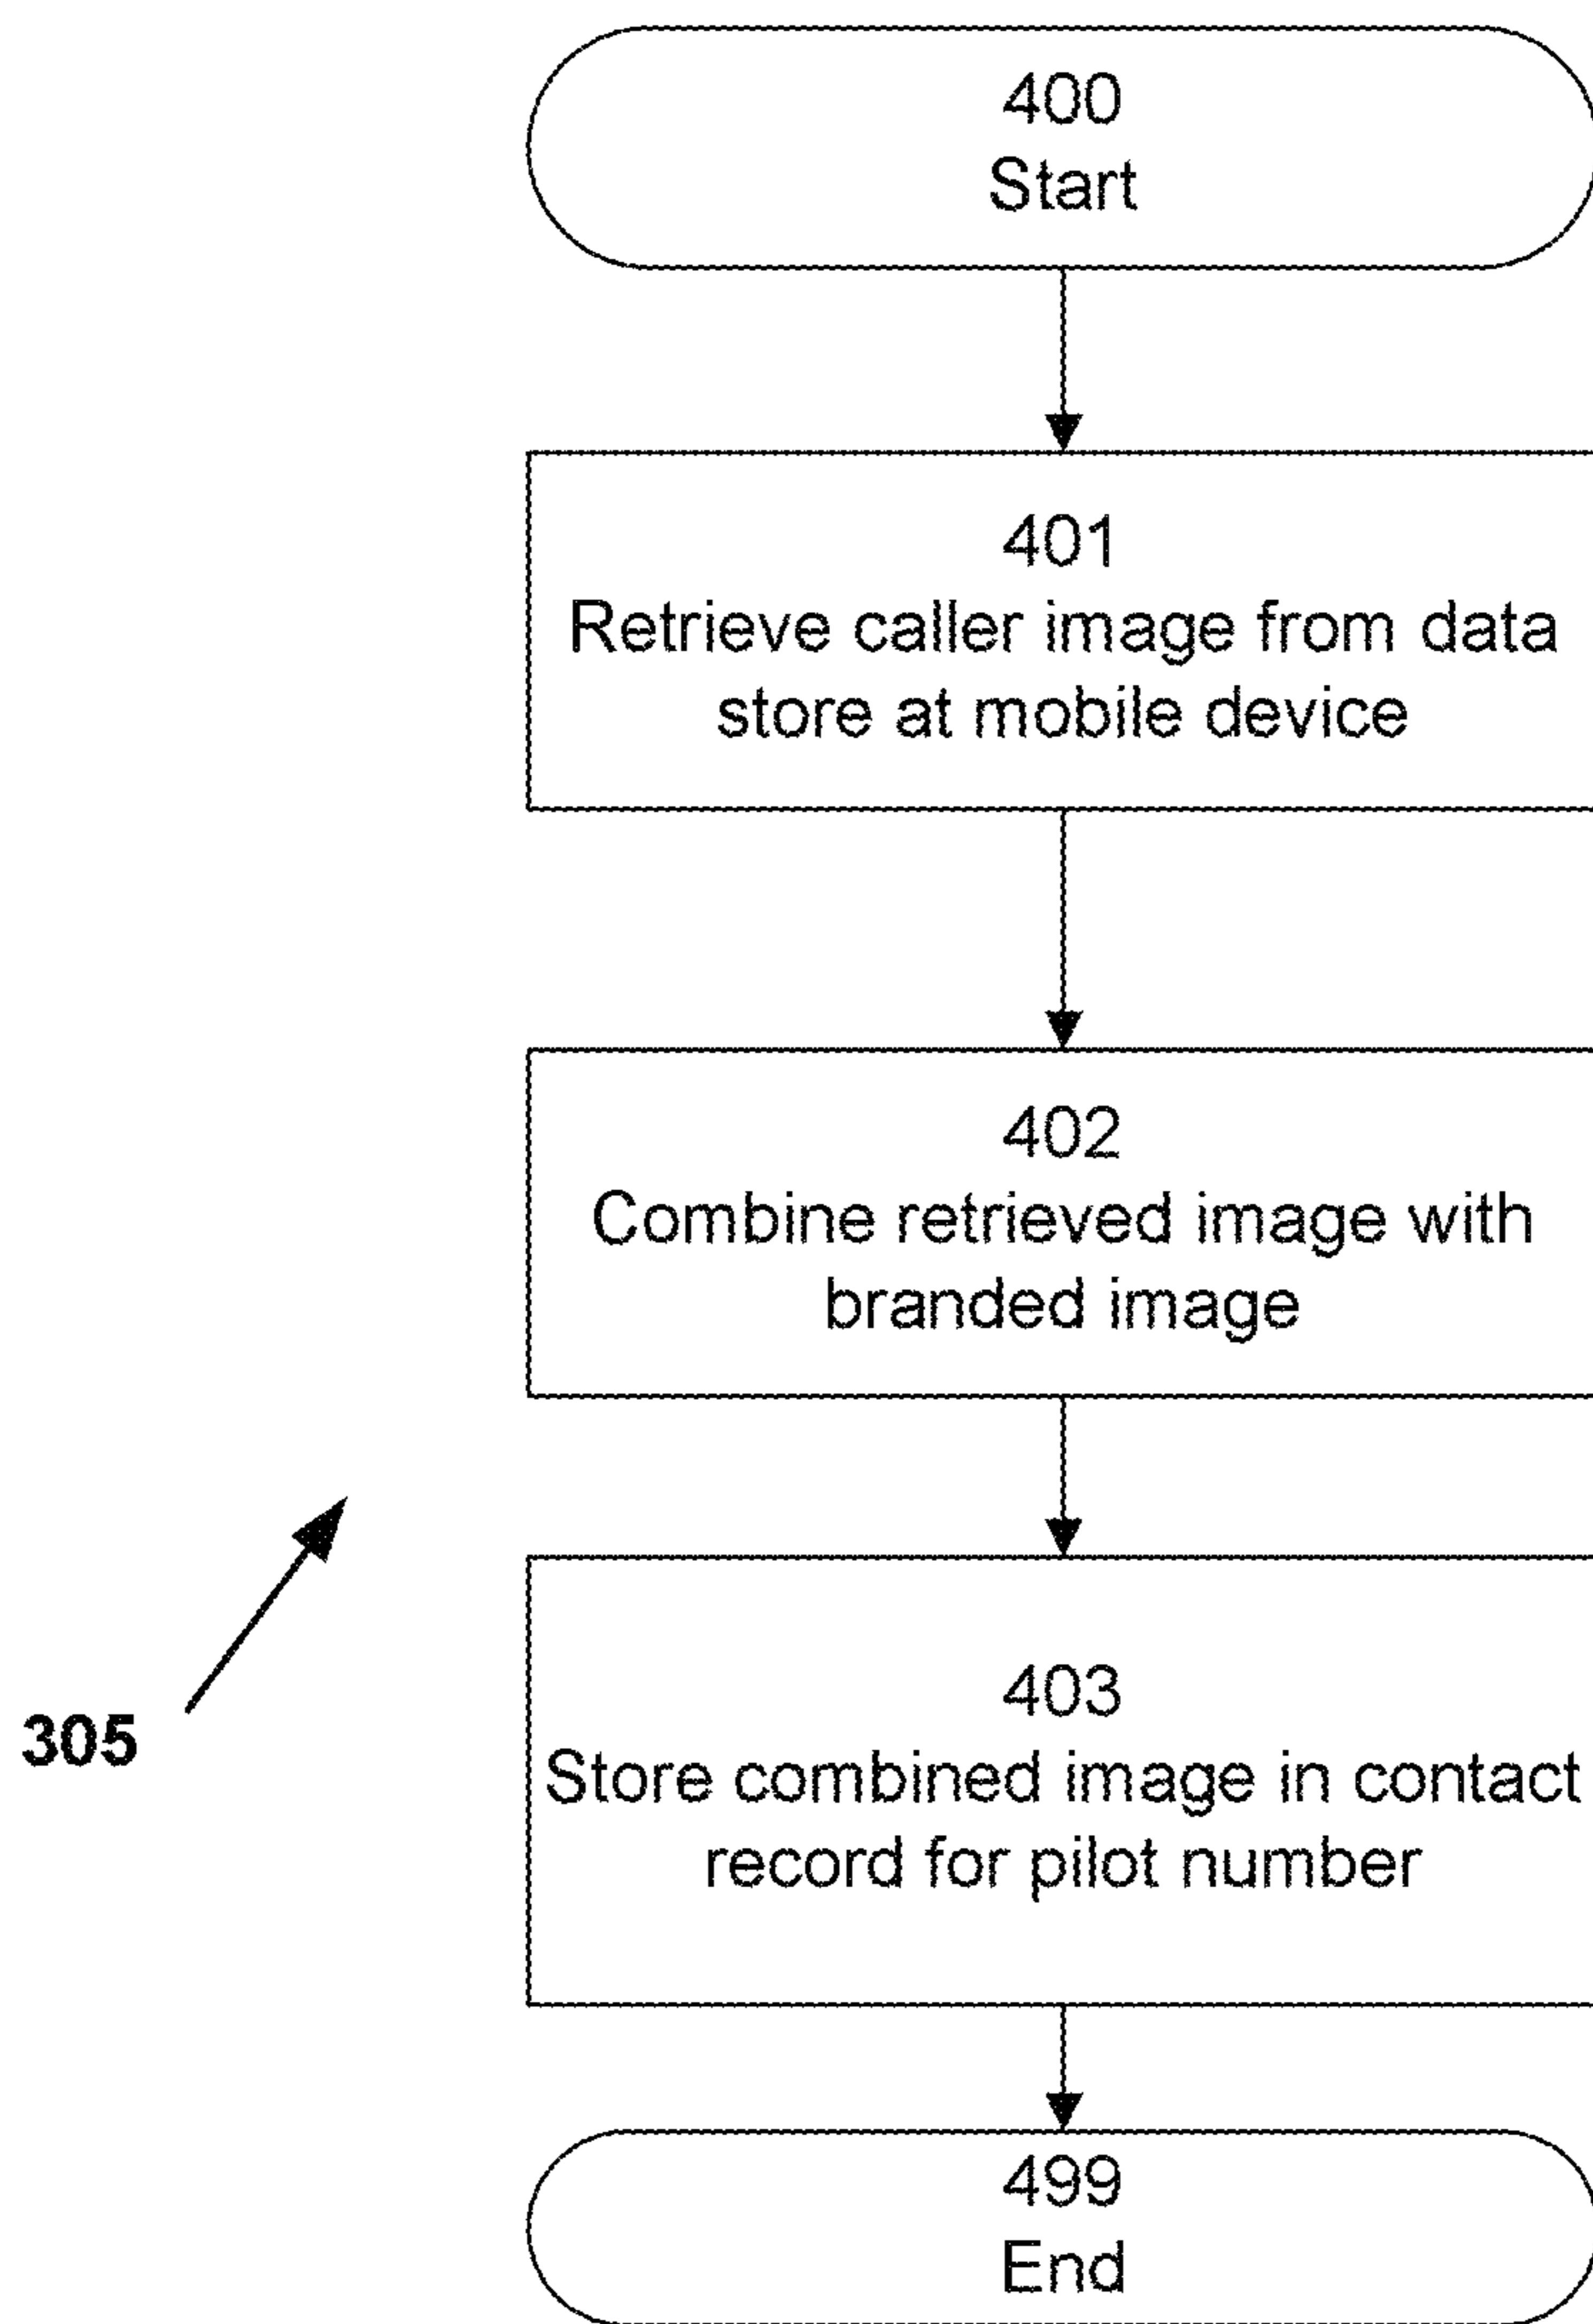 400
Start
401
Retrieve caller image from data
store at mobile device
402
Combine retrieved image with
branded image
403
Store combined image in contact
record for pilot number
305
499
End